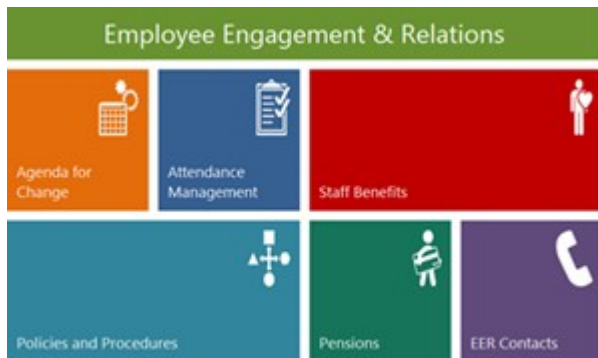 Employee Engagement & Relations
Agenda for
Change
Attendance
Management
Staff Benefits
Policies and Procedures
Pensions
EER Contacts